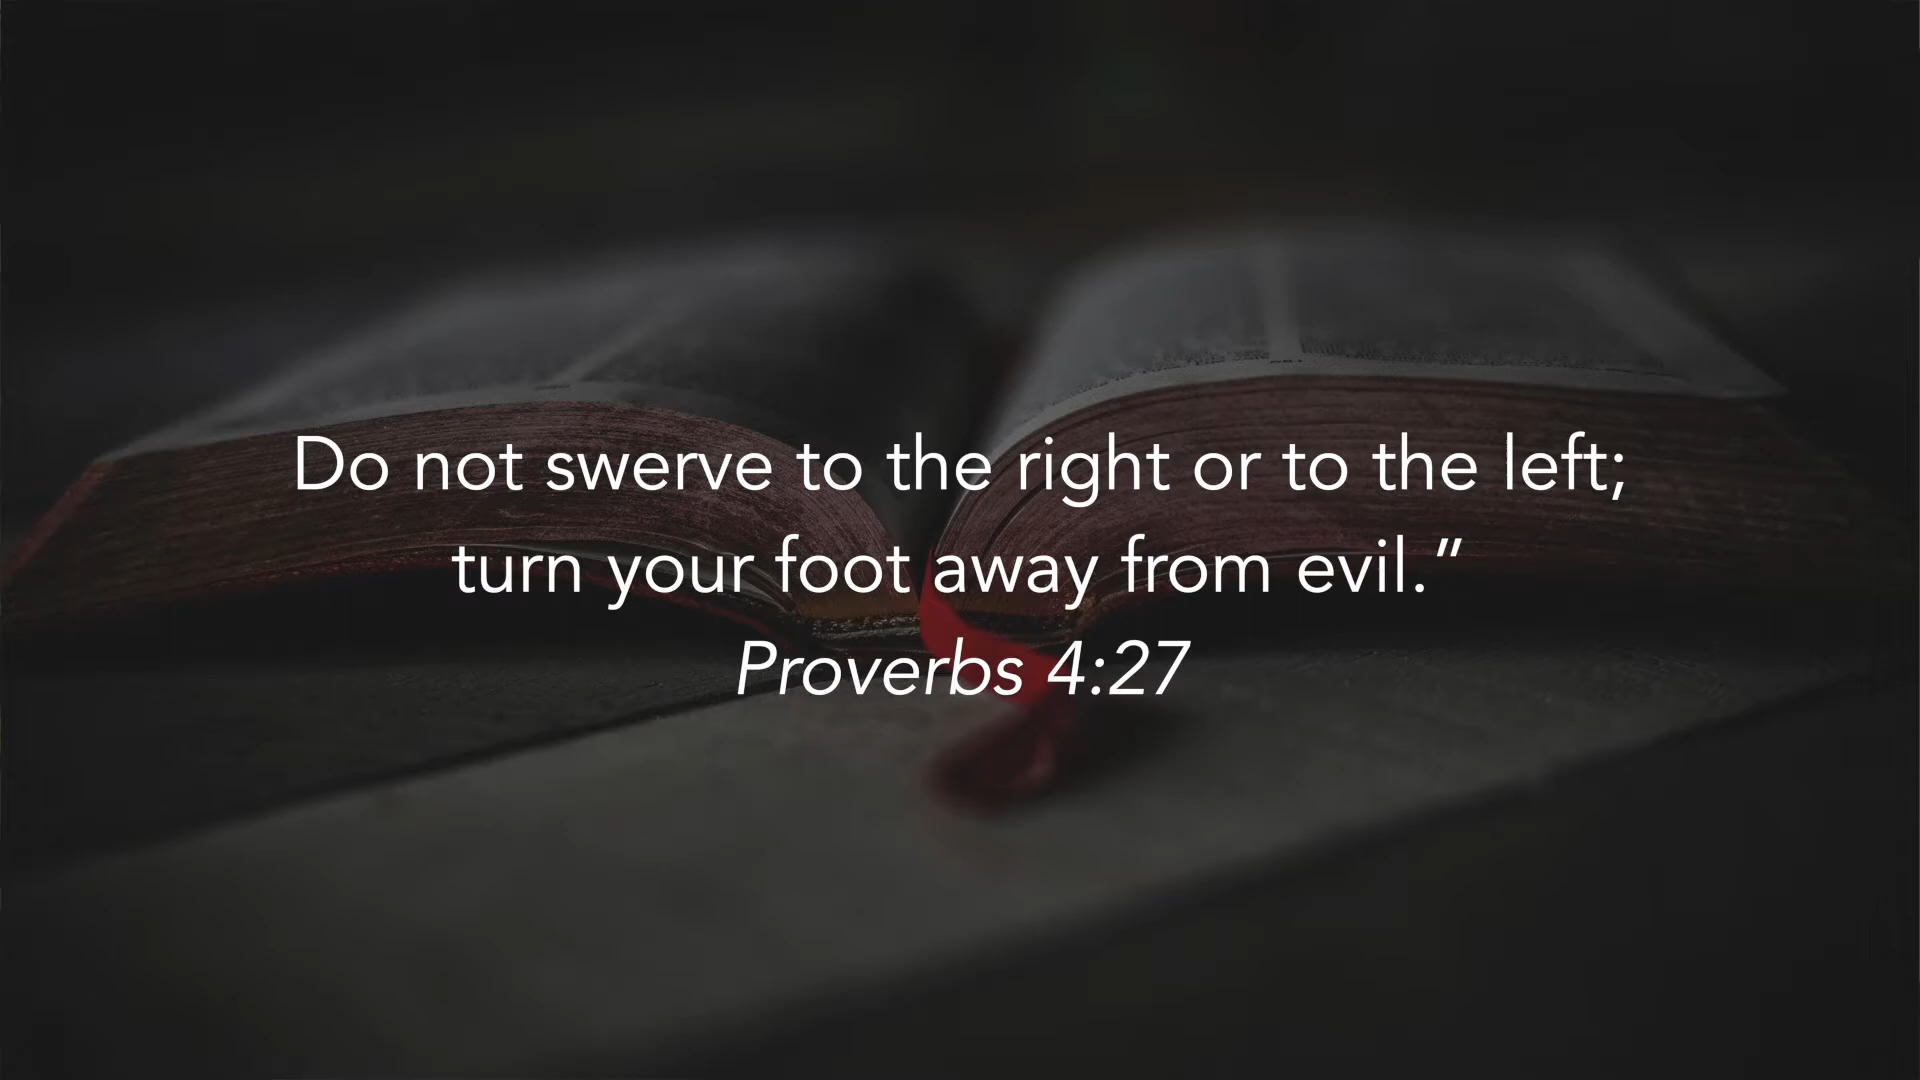 Do not swerve to the right or to the left;
turn your foot away from evil.”
Proverbs 4:27